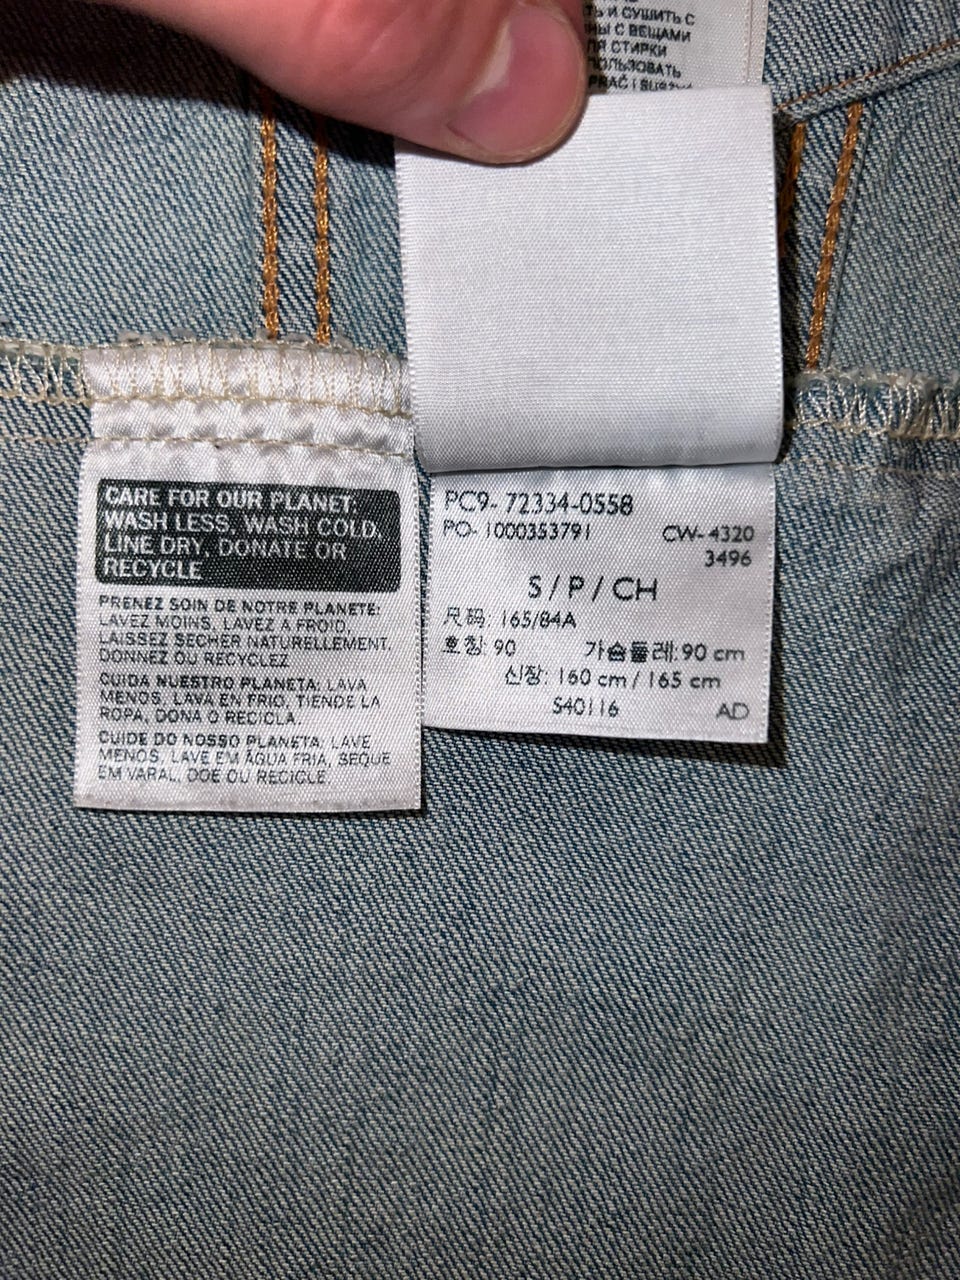 И СУШИТЬ С
С ВЕЩАМИ
СТИРКИ
PRAĆ I
CARE FOR OUR PLANET:
WASH LESS, WASH COLD,
LINE DRY, DONATE OR
RECYCLE
PRENEZ SOIN DE NOTRE PLANETE:
LAVEZ MOINS, LAVEZ A FROID,
LAISSEZ SECHER NATURELLEMENT,
DONNEZ OU RECYCLEZ
CUIDA NUESTRO PLANETA: LAVA
MENOS, LAVA EN FRIO, TIENDE LA
ROPA, DONA O RECICLA.
CUIDE DO NOSSO PLANETA: LAVE
MENOS, LAVE EM ÁGUA FRIA, SEQUE
EM VARAL, DOE OU RECICLE.
PC9- 72334-0558
PO- 1000353791 CW- 4320
3496
S / P / CH
尺码: 165/84A
호칭: 90 가슴둘레: 90 cm
신장: 160 cm / 165 cm
S40116 AD